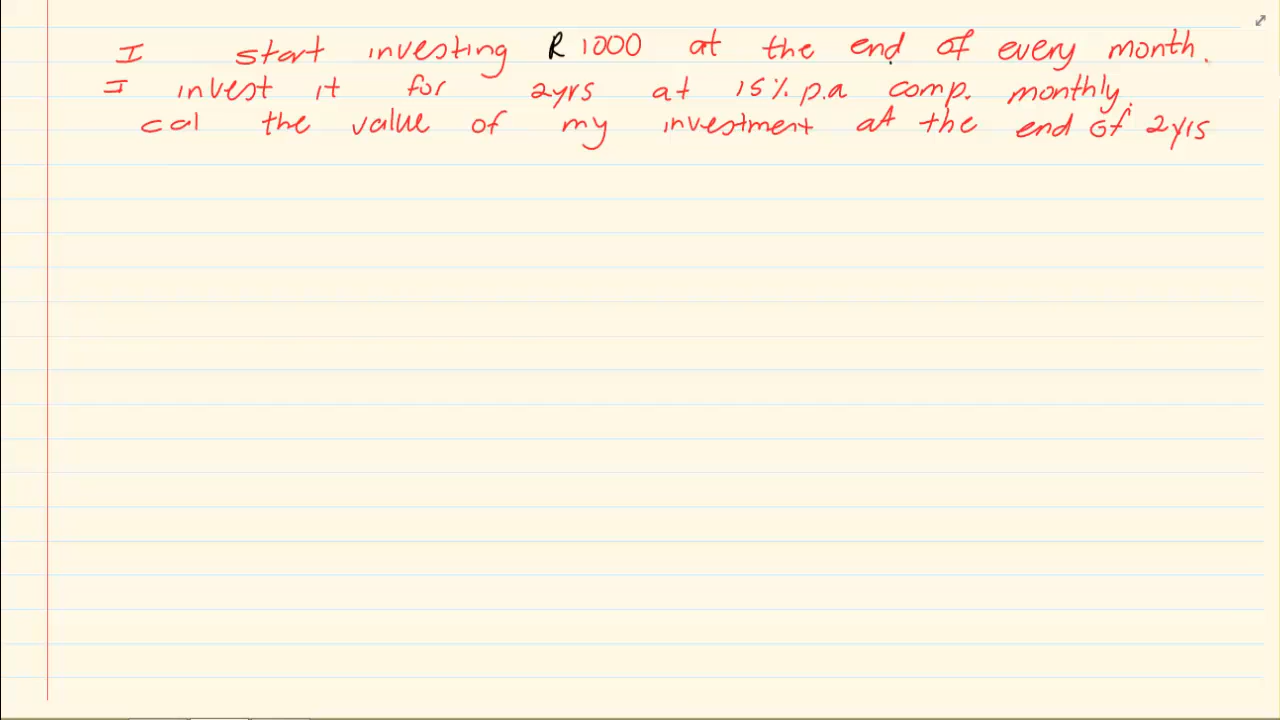 I start investing R1000 at the end of every month.
I invest it for 2yrs at 15% p.a comp. monthly.
cal the value of my investment at the end of 2yrs